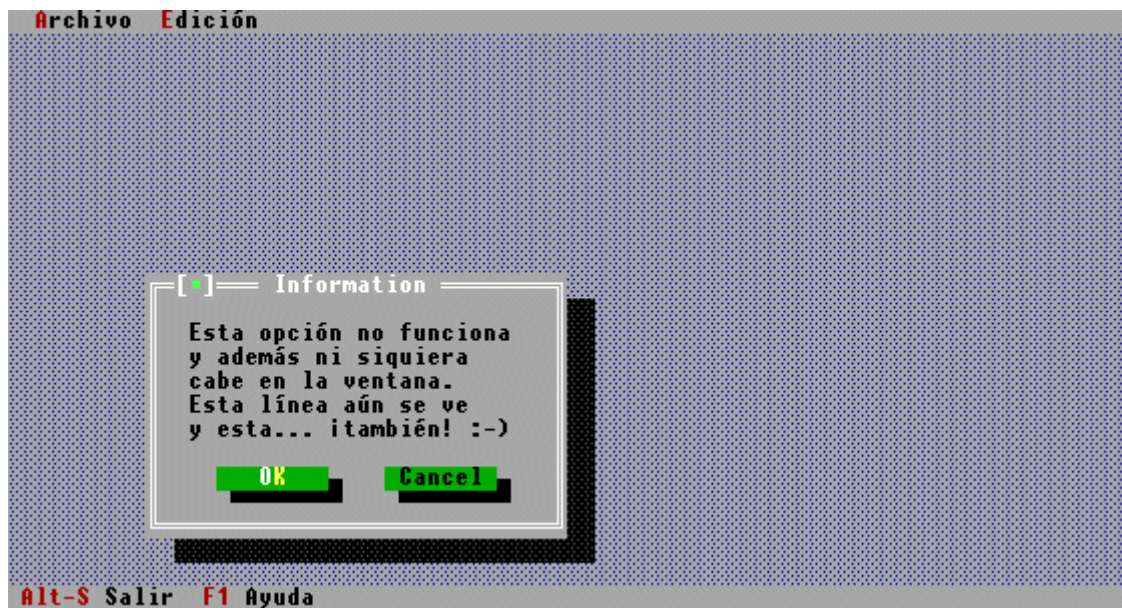 Archivo Edición
[▪] Information
Esta opción no funciona
y además ni siquiera
cabe en la ventana.
Esta línea aún se ve
y esta... ¡también! :-)
OK Cancel
Alt-S Salir F1 Ayuda